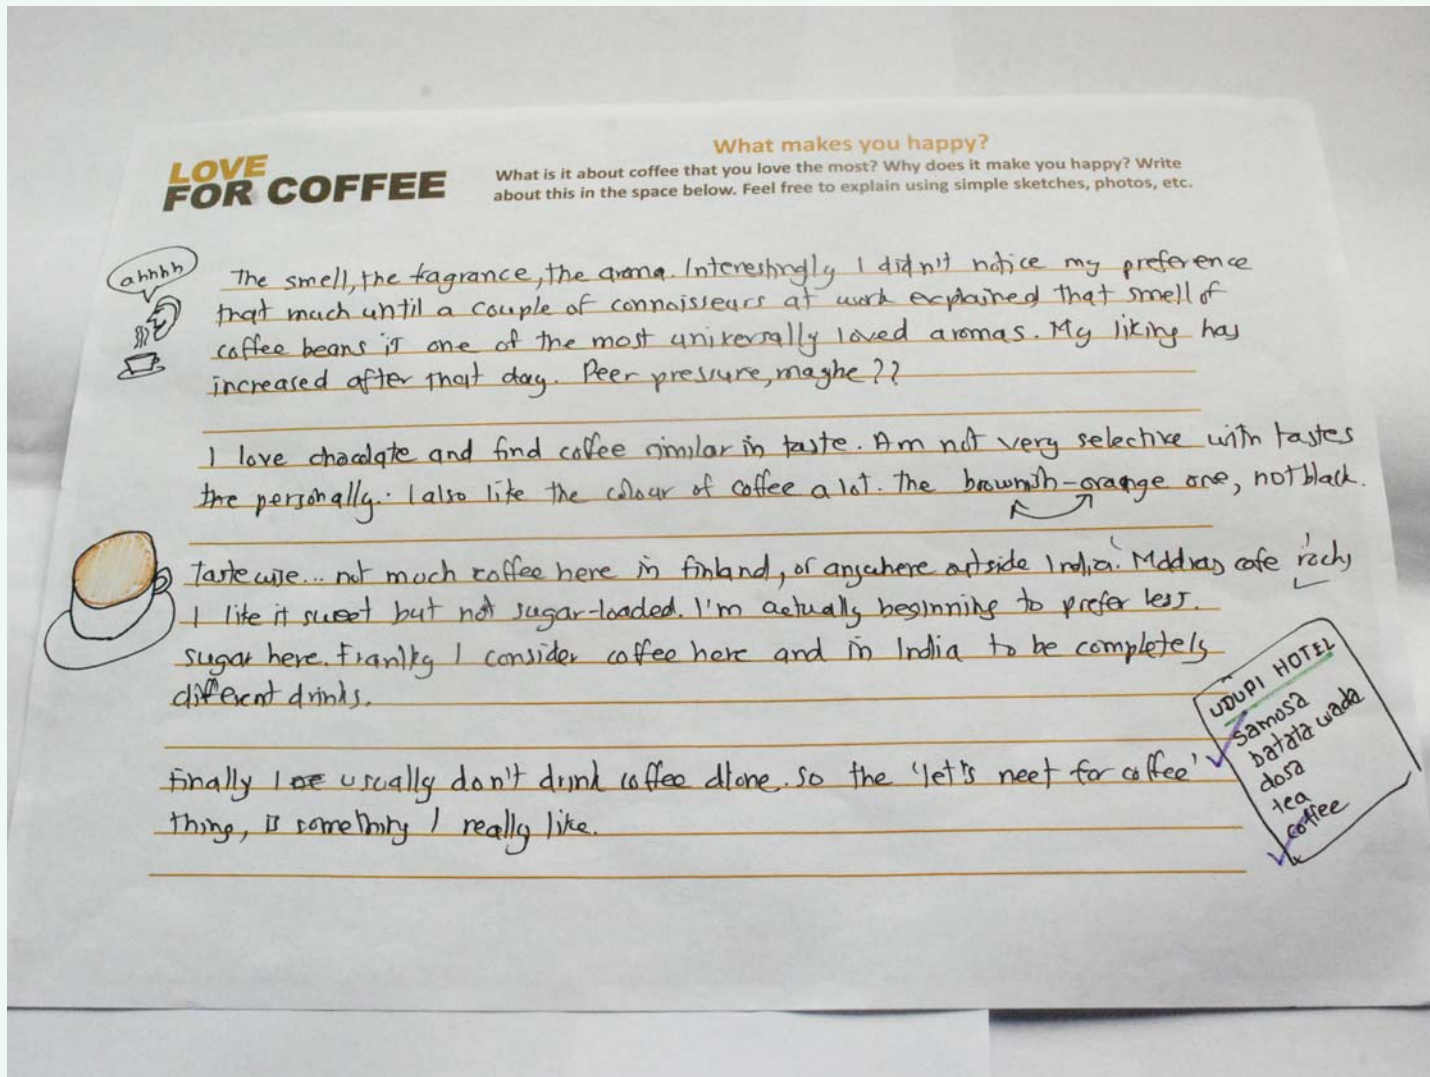 LOVE
FOR COFFEE
What makes you happy?
What is it about coffee that you love the most? Why does it make you happy? Write
about this in the space below. Feel free to explain using simple sketches, photos, etc.
ahhhh
The smell, the fragrance, the aroma. Interestingly I didn't notice my preference
that much until a couple of connoisseurs at work explained that smell of
coffee beans is one of the most universally loved aromas. My liking has
increased after that day. Peer pressure, maybe??
I love chocolate and find coffee similar in taste. Am not very selective with tastes
the personally. I also like the colour of coffee a lot. The brownish-orange one, not black.
Tastewise... not much coffee here in finland, or anywhere outside India. 'Madras cafe rocks'
I like it sweet but not sugar-loaded. I'm actually beginning to prefer less
sugar here. Frankly I consider coffee here and in India to be completely
different drinks.
Finally I usually don't drink coffee alone. So the 'let's meet for coffee'
thing, is something I really like.
UDUPI HOTEL
samosa
batata wada
dosa
tea
coffee